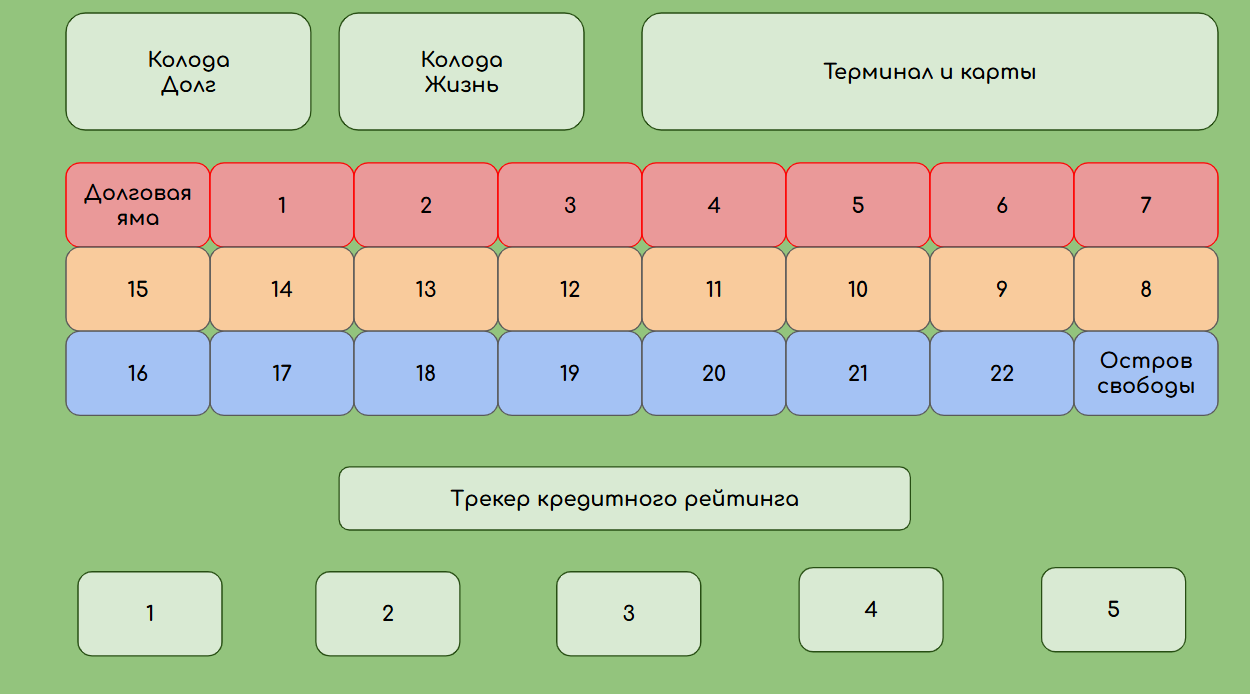 Колода
Долг
Колода
Жизнь
Терминал и карты
Долговая
яма
1
2
3
4
5
6
7
15
14
13
12
11
10
9
8
16
17
18
19
20
21
22
Остров
свободы
Трекер кредитного рейтинга
1
2
3
4
5